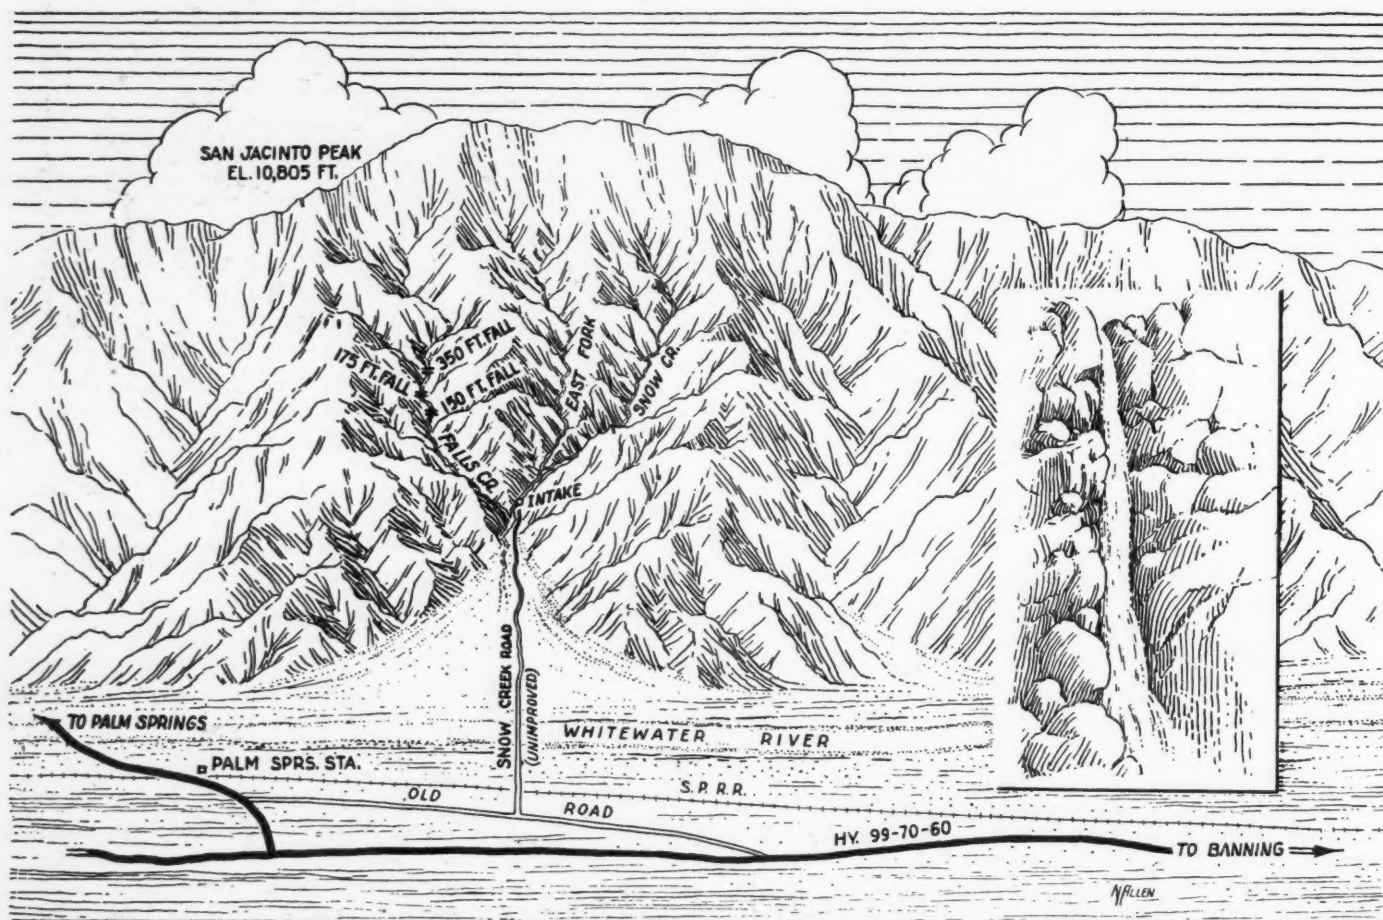 SAN JACINTO PEAK
EL. 10,805 FT.
350 FT. FALL
175 FT. FALL
150 FT. FALL
EAST FORK
SNOW CR.
FALLS CR.
INTAKE
SNOW CREEK ROAD
(UNIMPROVED)
TO PALM SPRINGS
WHITEWATER RIVER
PALM SPRS. STA.
S.P. R.R.
OLD ROAD
HY. 99-70-60
TO BANNING
N. ALLEN